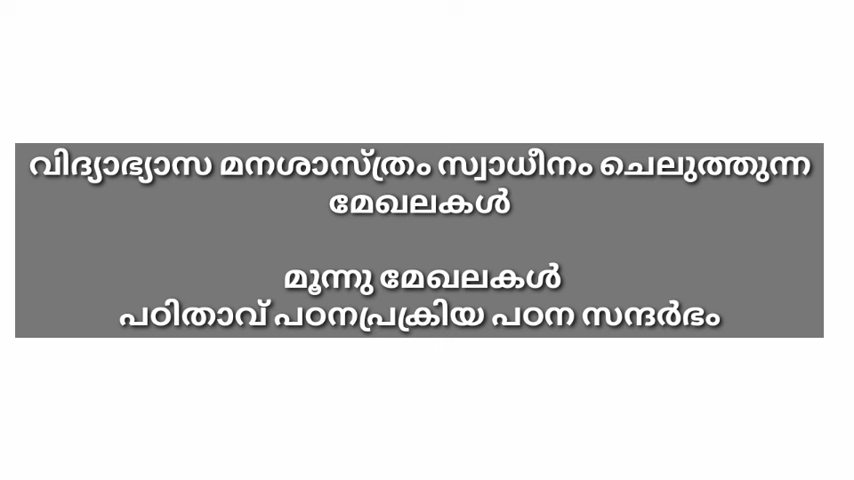 വിദ്യാഭ്യാസ മനശാസ്ത്രം സ്വാധീനം ചെലുത്തുന്ന
മേഖലകൾ
മൂന്നു മേഖലകൾ
പഠിതാവ് പഠനപ്രക്രിയ പഠന സന്ദർഭം